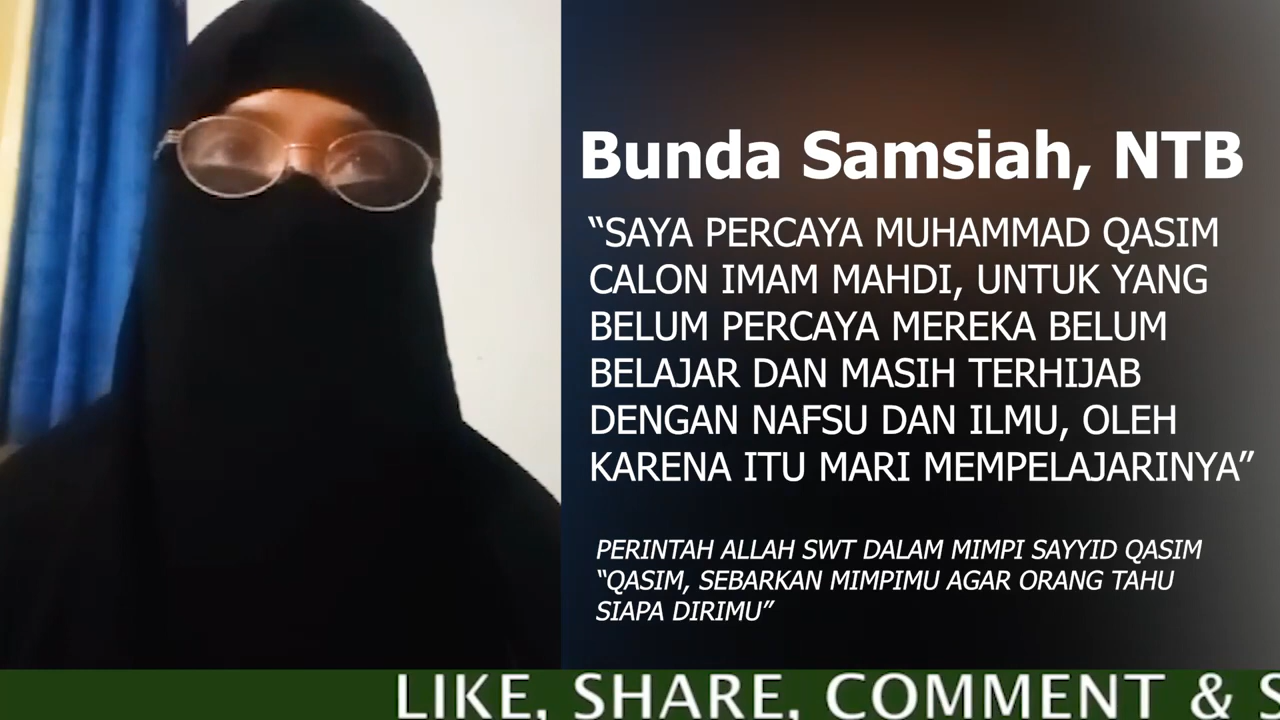 Bunda Samsiah, NTB
“SAYA PERCAYA MUHAMMAD QASIM
CALON IMAM MAHDI, UNTUK YANG
BELUM PERCAYA MEREKA BELUM
BELAJAR DAN MASIH TERHIJAB
DENGAN NAFSU DAN ILMU, OLEH
KARENA ITU MARI MEMPELAJARINYA”
PERINTAH ALLAH SWT DALAM MIMPI SAYYID QASIM
“QASIM, SEBARKAN MIMPIMU AGAR ORANG TAHU
SIAPA DIRIMU”
LIKE, SHARE, COMMENT & S